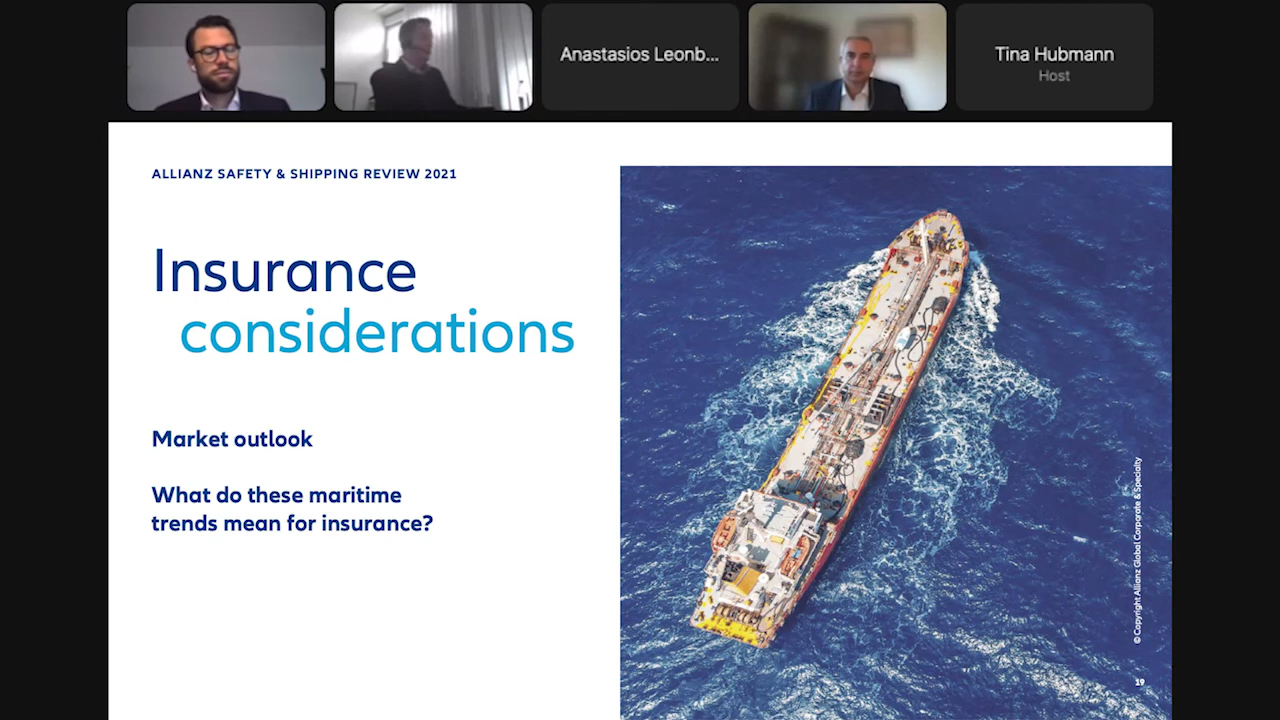 Anastasios Leonb...
Tina Hubmann
Host
ALLIANZ SAFETY & SHIPPING REVIEW 2021
Insurance
considerations
Market outlook
What do these maritime
trends mean for insurance?
© Copyright Allianz Global Corporate & Specialty
19